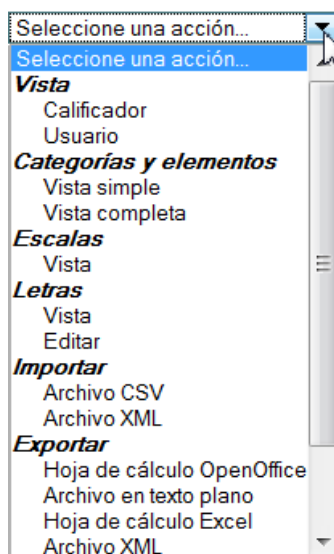 Seleccione una acción...
Seleccione una acción...
Vista
Calificador
Usuario
Categorías y elementos
Vista simple
Vista completa
Escalas
Vista
Letras
Vista
Editar
Importar
Archivo CSV
Archivo XML
Exportar
Hoja de cálculo OpenOffice
Archivo en texto plano
Hoja de cálculo Excel
Archivo XML